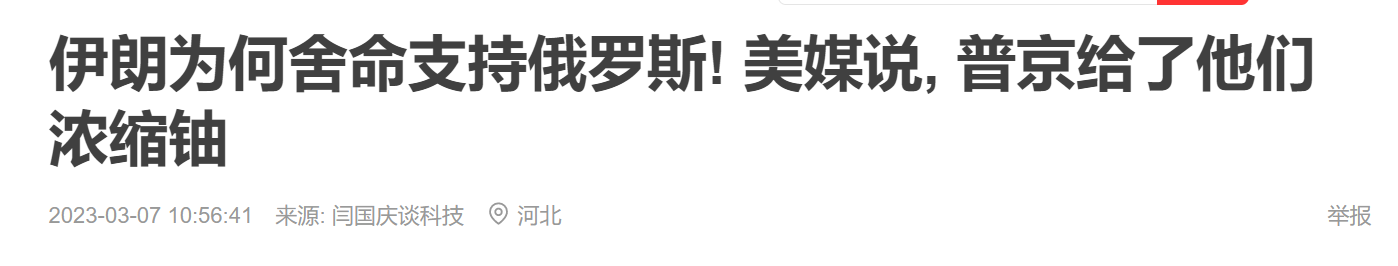 伊朗为何舍命支持俄罗斯! 美媒说, 普京给了他们
浓缩铀
2023-03-07 10:56:41 来源: 闫国庆谈科技 河北 举报